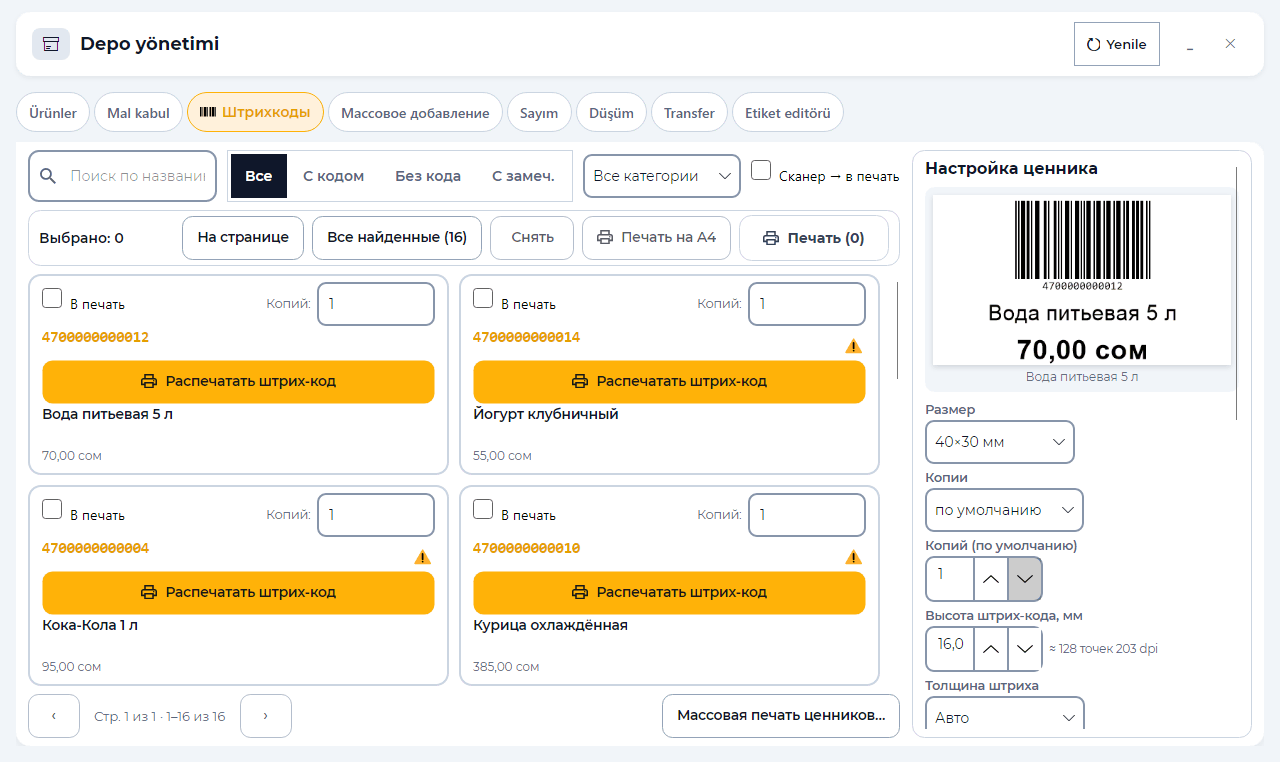 Depo yönetimi
Yenile
Ürünler
Mal kabul
Штрихкоды
Массовое добавление
Sayım
Düşüm
Transfer
Etiket editörü
Поиск по названи
Все
С кодом
Без кода
С замеч.
Все категории
Сканер → в печать
Выбрано: 0
На странице
Все найденные (16)
Снять
Печать на A4
Печать (0)
В печать
Копий:
1
4700000000012
Распечатать штрих-код
Вода питьевая 5 л
70,00 сом
В печать
Копий:
1
4700000000014
Распечатать штрих-код
Йогурт клубничный
55,00 сом
В печать
Копий:
1
4700000000004
Распечатать штрих-код
Кока-Кола 1 л
95,00 сом
В печать
Копий:
1
4700000000010
Распечатать штрих-код
Курица охлаждённая
385,00 сом
‹
Стр. 1 из 1 · 1–16 из 16
›
Массовая печать ценников...
Настройка ценника
4700000000012
Вода питьевая 5 л
70,00 сом
Вода питьевая 5 л
Размер
40×30 мм
Копии
по умолчанию
Копий (по умолчанию)
1
Высота штрих-кода, мм
16,0
≈ 128 точек 203 dpi
Толщина штриха
Авто